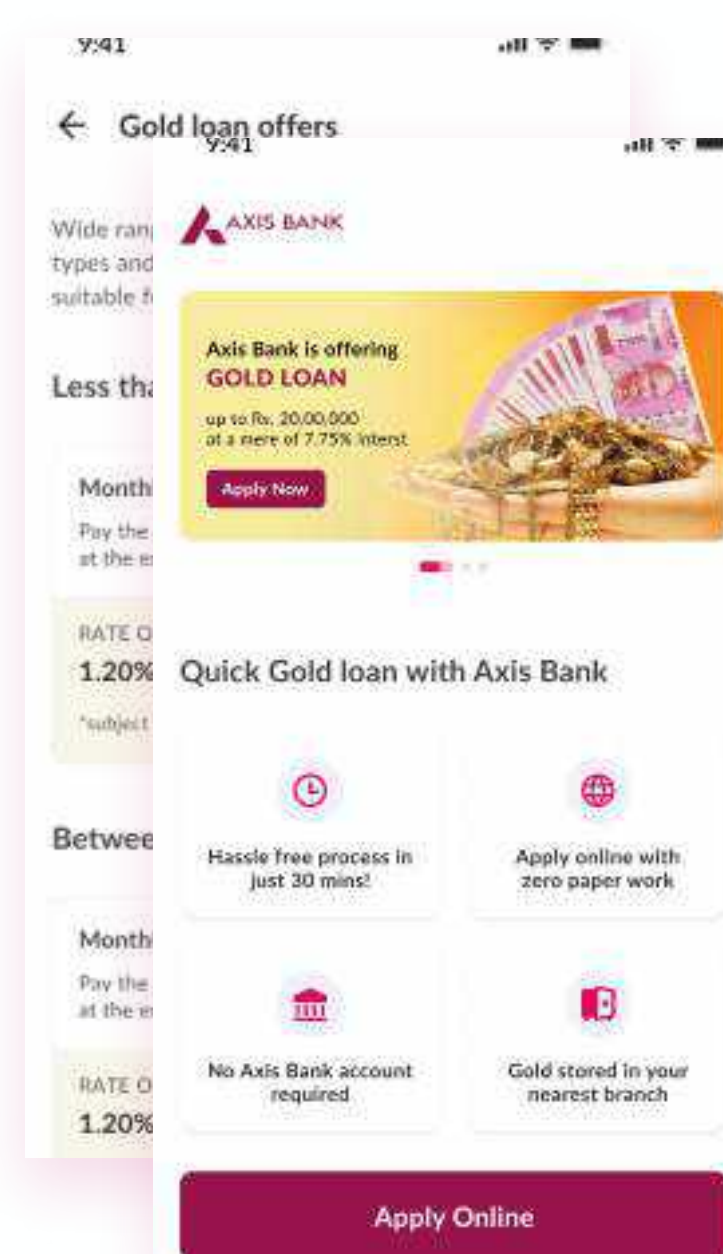 9:41
Gold loan offers
Wide rang
types and
suitable f
Less tha
Month
Pay the
at the e
RATE O
1.20%
*subject
Betwee
Month
Pay the
at the e
RATE O
1.20%
9:41
AXIS BANK
Axis Bank is offering
GOLD LOAN
up to Rs. 20,00,000
at a mere of 7.75% interst
Apply Now
Quick Gold loan with Axis Bank
Hassle free process in
just 30 mins!
Apply online with
zero paper work
No Axis Bank account
required
Gold stored in your
nearest branch
Apply Online